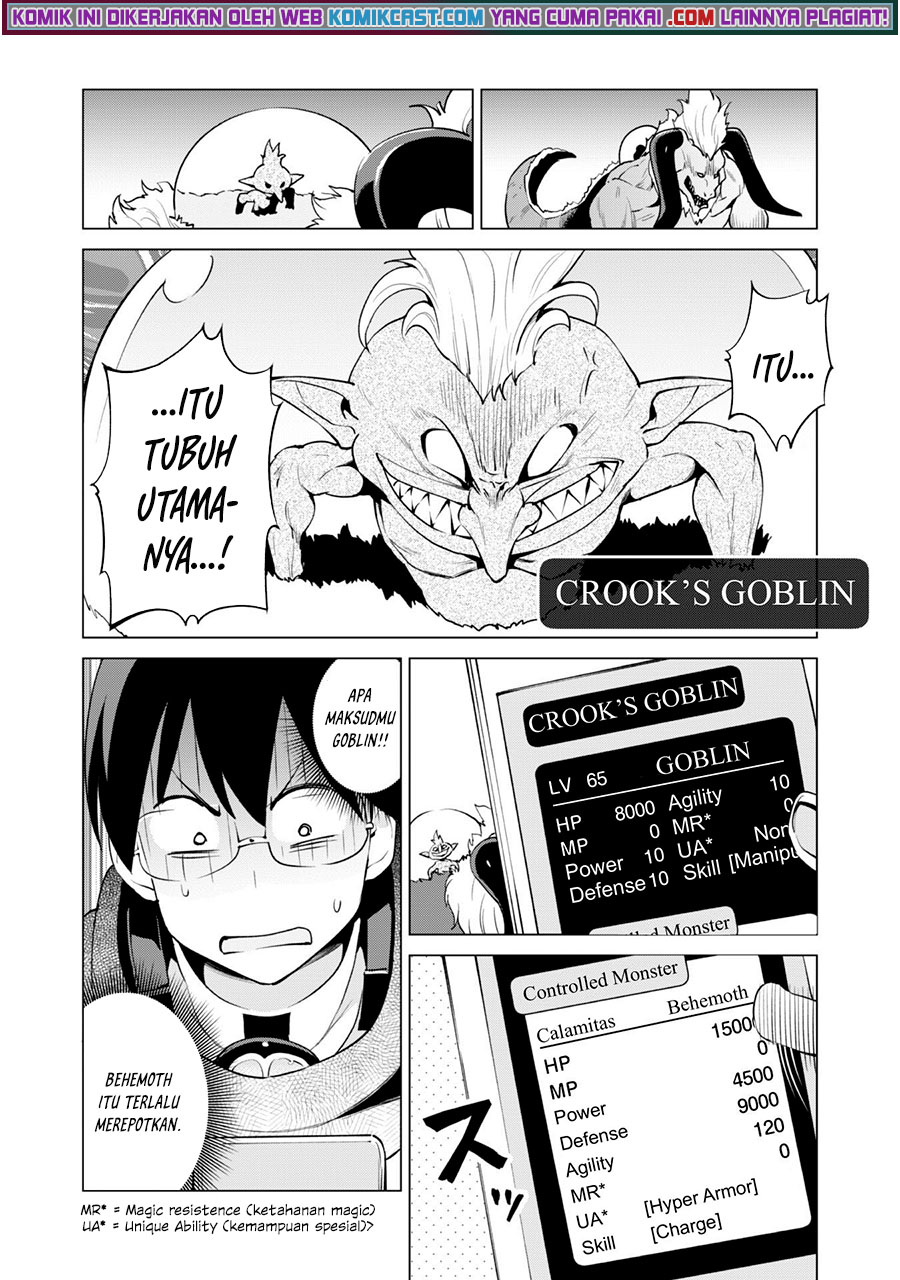 KOMIK INI DIKERJAKAN OLEH WEB KOMIKCAST.COM YANG CUMA PAKAI .COM LAINNYA PLAGIAT!
ITU...
...ITU
TUBUH
UTAMA-
NYA...!
CROOK'S GOBLIN
APA
MAKSUDMU
GOBLIN!!
BEHEMOTH
ITU TERLALU
MEREPOTKAN.
CROOK'S GOBLIN
GOBLIN
LV 65
HP 8000 Agility 10
MP 0 MR* 0
Power 10 UA*
Defense 10 Skill
Controlled Monster
Calamitas Behemoth
HP
MP 0
Power 4500
Defense 9000
Agility 120
MR* 0
UA* [Hyper Armor]
Skill [Charge]
スッ
MR* = Magic resistence (ketahanan magic)
UA* = Unique Ability (kemampuan spesial)>